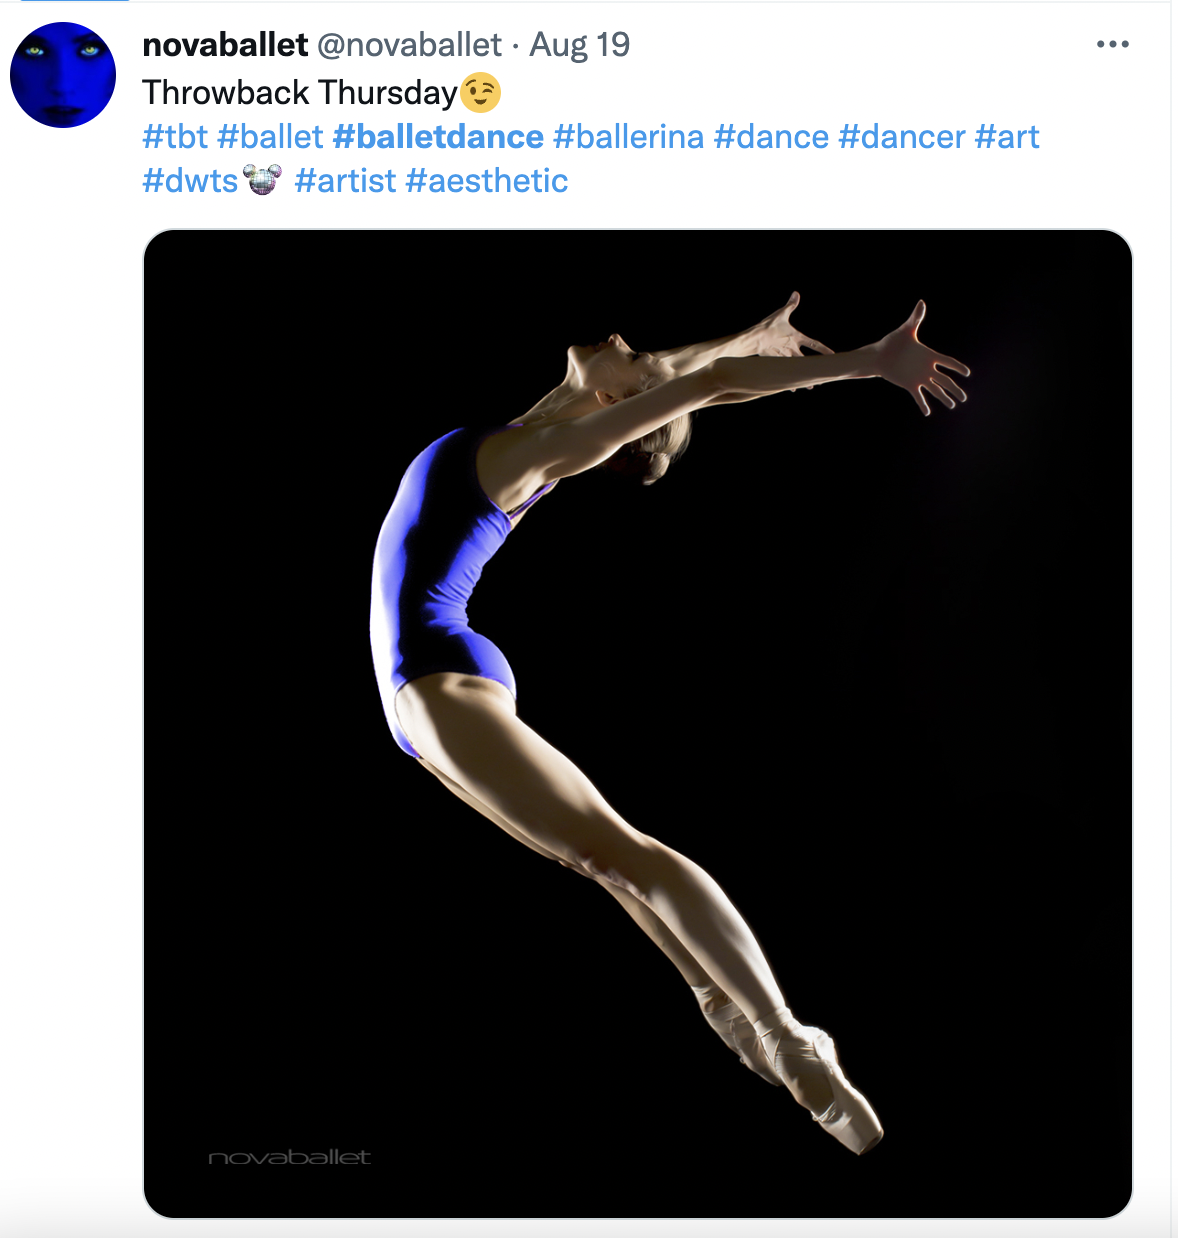 novaballet @novaballet · Aug 19
Throwback Thursday😉
#tbt #ballet #balletdance #ballerina #dance #dancer #art
#dwts #artist #aesthetic
novaballet